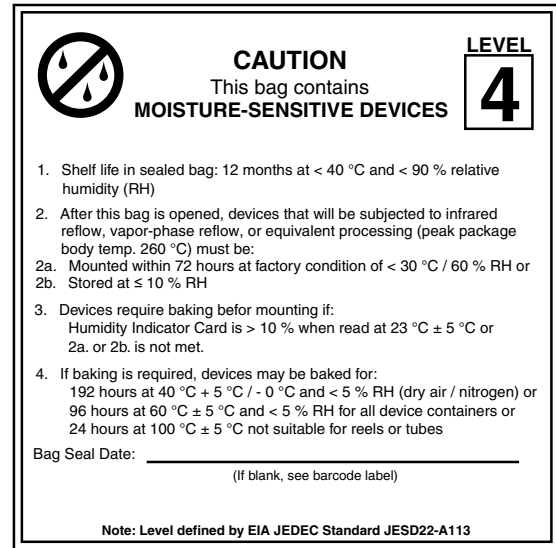 CAUTION
This bag contains
MOISTURE-SENSITIVE DEVICES
LEVEL
4
1. Shelf life in sealed bag: 12 months at < 40 °C and < 90 % relative
humidity (RH)
2. After this bag is opened, devices that will be subjected to infrared
reflow, vapor-phase reflow, or equivalent processing (peak package
body temp. 260 °C) must be:
2a. Mounted within 72 hours at factory condition of < 30 °C / 60 % RH or
2b. Stored at ≤ 10 % RH
3. Devices require baking befor mounting if:
Humidity Indicator Card is > 10 % when read at 23 °C ± 5 °C or
2a. or 2b. is not met.
4. If baking is required, devices may be baked for:
192 hours at 40 °C + 5 °C / - 0 °C and < 5 % RH (dry air / nitrogen) or
96 hours at 60 °C ± 5 °C and < 5 % RH for all device containers or
24 hours at 100 °C ± 5 °C not suitable for reels or tubes
Bag Seal Date:
(If blank, see barcode label)
Note: Level defined by EIA JEDEC Standard JESD22-A113